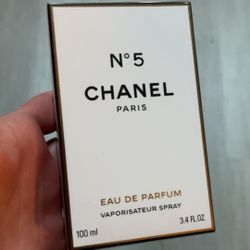 N°5
CHANEL
PARIS
EAU DE PARFUM
VAPORISATEUR SPRAY
100 ml 3.4 FL.OZ.